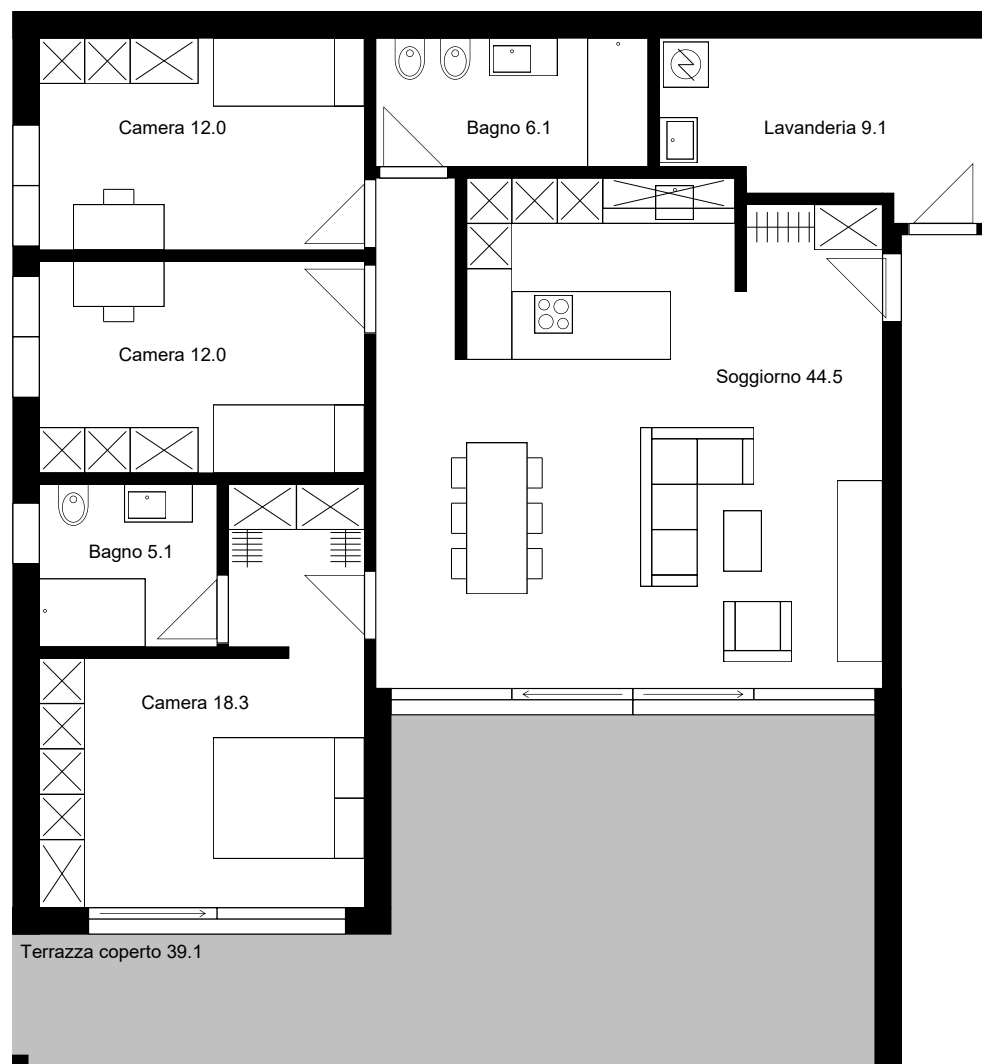 Camera 12.0
Bagno 6.1
Lavanderia 9.1
Camera 12.0
Soggiorno 44.5
Bagno 5.1
Camera 18.3
Terrazza coperto 39.1